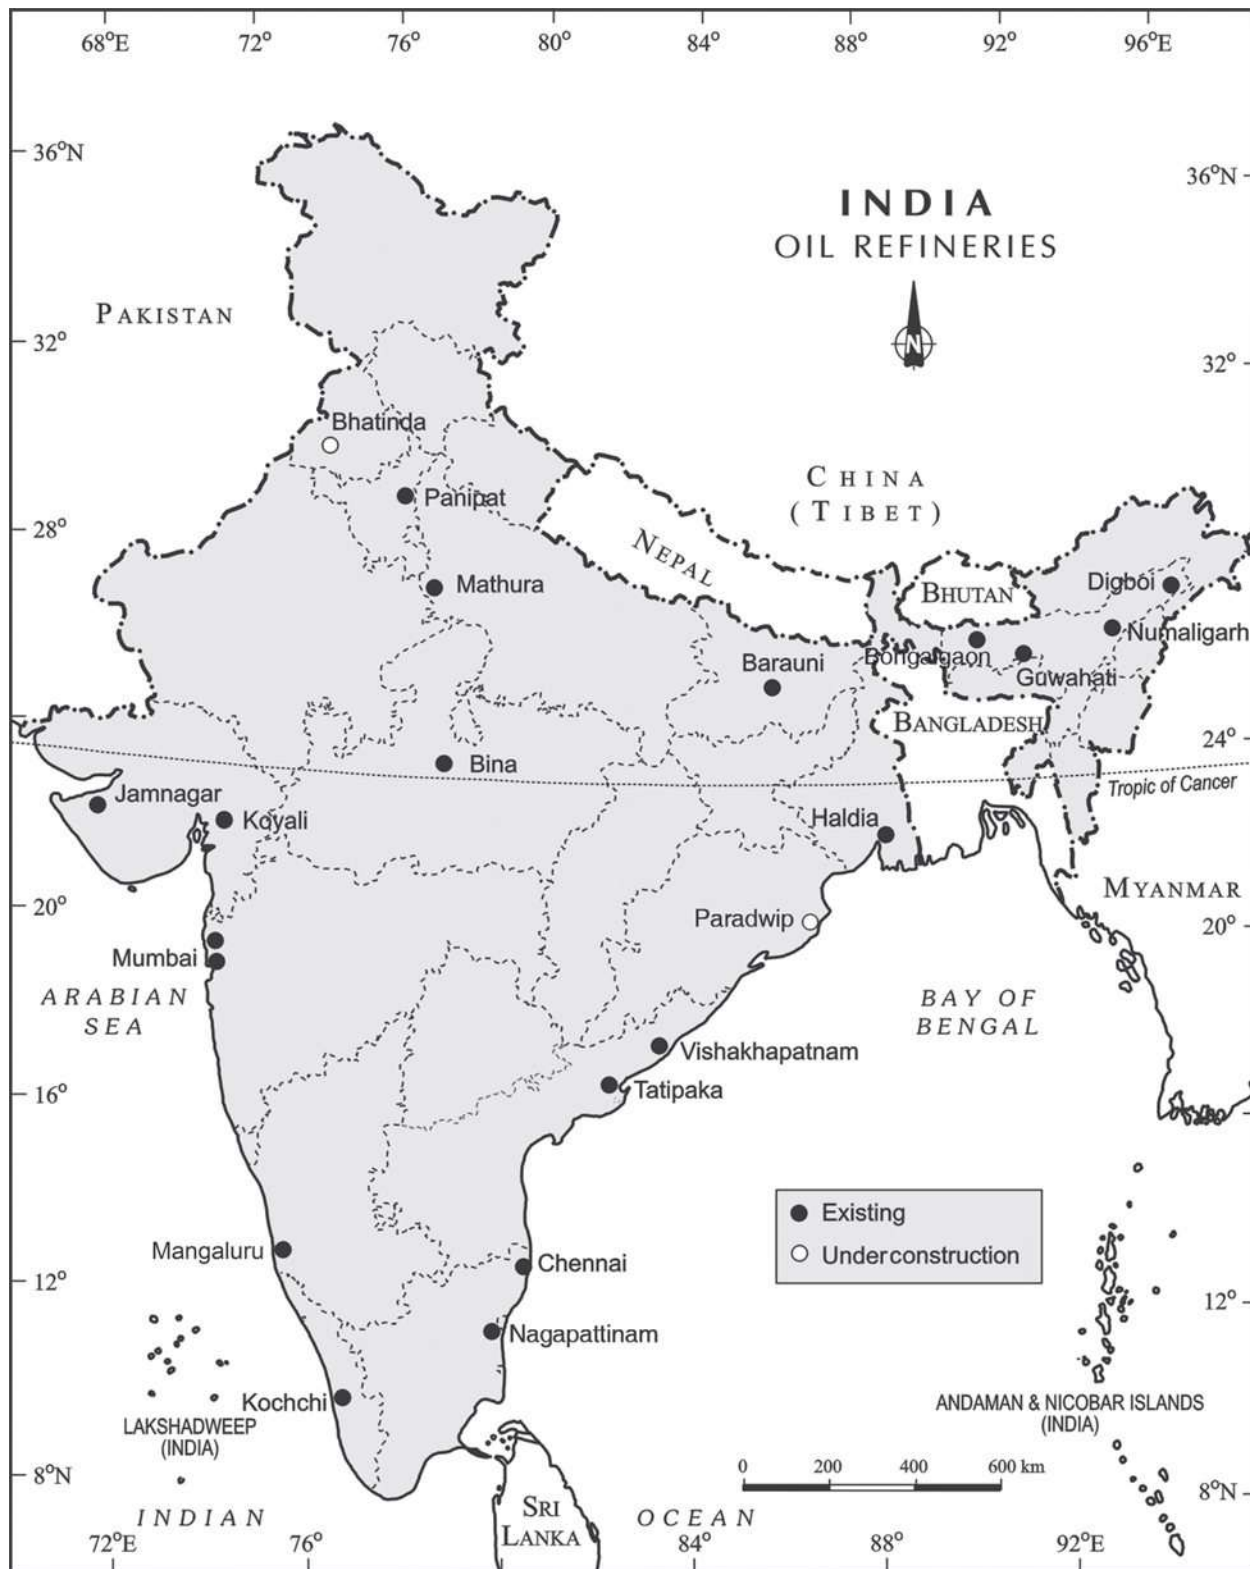 68°E 72° 76° 80° 84° 88° 92° 96°E
36°N
36°N
INDIA
OIL REFINERIES
N
PAKISTAN
32°
32°
Bhatinda
CHINA
(TIBET)
Panipat
28°
NEPAL
Digboi
Mathura
BHUTAN
Numaligarh
Bongaigaon
Barauni
Guwahati
BANGLADESH
24°
Bina
Tropic of Cancer
Jamnagar
Koyali
Haldia
MYANMAR
20°
Paradwip
20°
Mumbai
ARABIAN
SEA
BAY OF
BENGAL
Vishakhapatnam
Tatipaka
16°
Existing
Under construction
Mangaluru
Chennai
12°
12°
Nagapattinam
Kochchi
LAKSHADWEEP
(INDIA)
ANDAMAN & NICOBAR ISLANDS
(INDIA)
0 200 400 600 km
8°N
8°N
SRI
LANKA
INDIAN OCEAN
72°E 76° 84° 88° 92°E